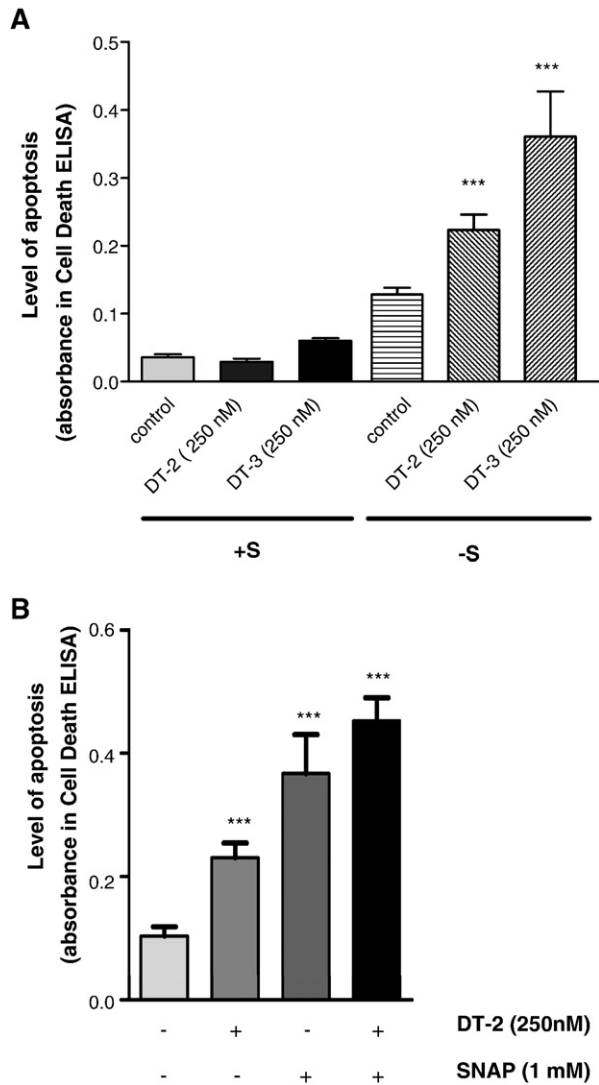 A
Level of apoptosis
(absorbance in Cell Death ELISA)
0.5
0.4
0.3
0.2
0.1
0.0
***
***
control
DT-2 ( 250 nM)
DT-3 (250 nM)
control
DT-2 (250 nM)
DT-3 (250 nM)
+S
-S
B
Level of apoptosis
(absorbance in Cell Death ELISA)
0.6
0.4
0.2
0.0
***
***
***
- + - + DT-2 (250nM)
- - + + SNAP (1 mM)